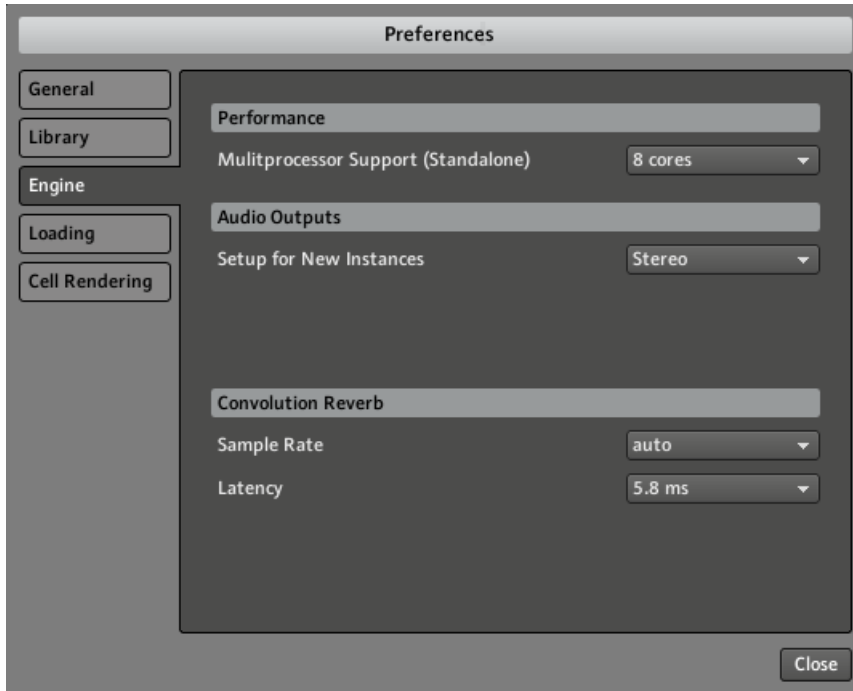 Preferences
General
Library
Engine
Loading
Cell Rendering
Performance
Mulitprocessor Support (Standalone) 8 cores
Audio Outputs
Setup for New Instances Stereo
Convolution Reverb
Sample Rate auto
Latency 5.8 ms
Close